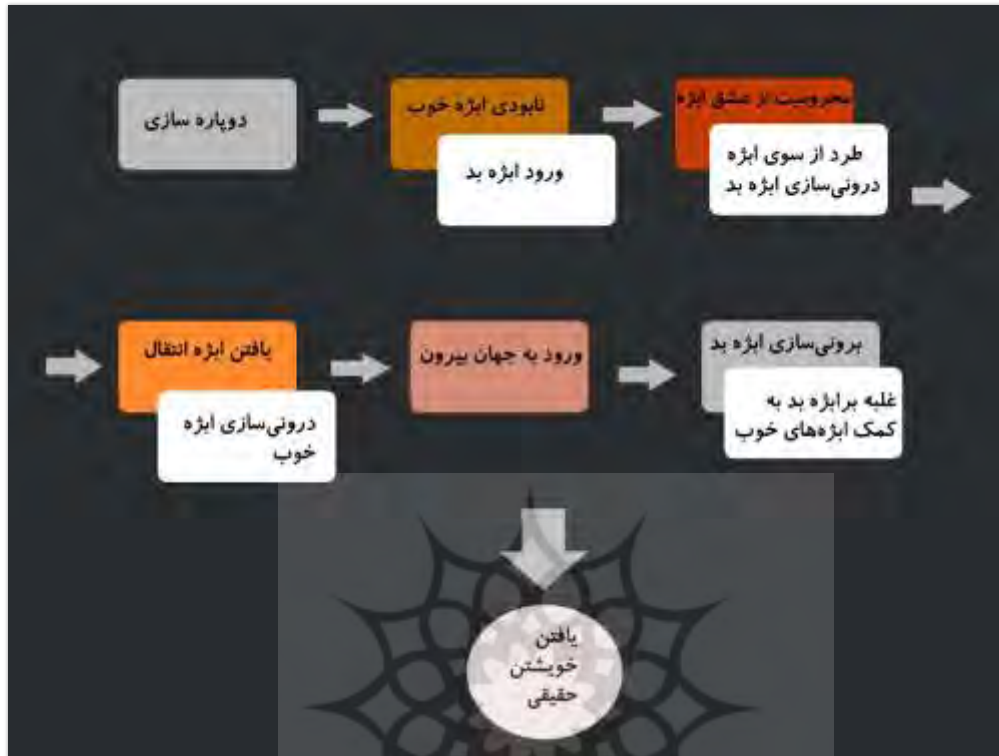 دوپاره سازی
نابودی ابژه خوب
ورود ابژه بد
محرومیت از عشق ابژه
طرد از سوی ابژه
درونی‌سازی ابژه بد
یافتن ابژه انتقال
درونی‌سازی ابژه
خوب
ورود به جهان بیرون
برونی‌سازی ابژه بد
غلبه برابژه بد به
کمک ابژه‌های خوب
یافتن
خویشتن
حقیقی